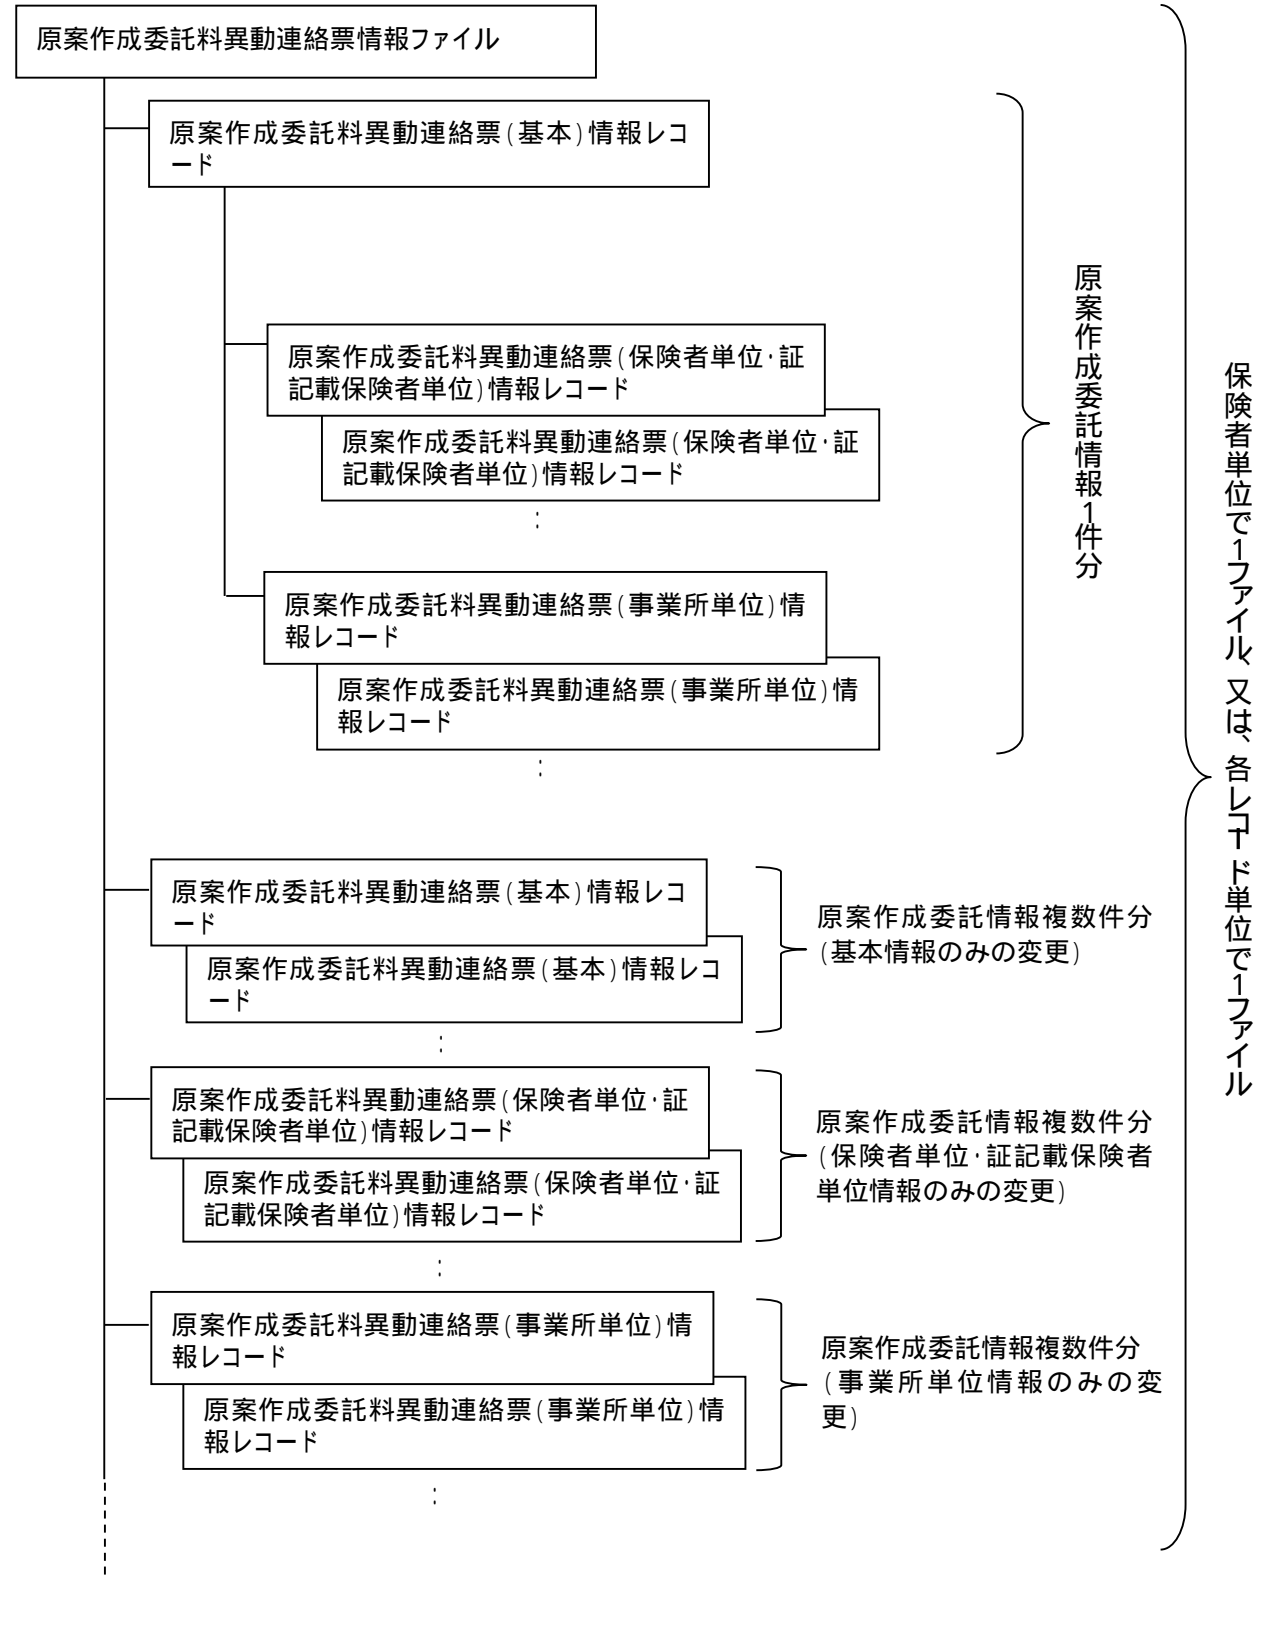 原案作成委託料異動連絡票情報ファイル
原案作成委託料異動連絡票(基本)情報レコ
ード
原案作成委託料異動連絡票(保険者単位･証
記載保険者単位)情報レコード
原案作成委託料異動連絡票(保険者単位･証
記載保険者単位)情報レコード
：
原案作成委託料異動連絡票(事業所単位)情
報レコード
原案作成委託料異動連絡票(事業所単位)情
報レコード
：
原案作成委託情報1件分
原案作成委託料異動連絡票(基本)情報レコ
ード
原案作成委託料異動連絡票(基本)情報レコ
ード
：
原案作成委託情報複数件分
(基本情報のみの変更)
原案作成委託料異動連絡票(保険者単位･証
記載保険者単位)情報レコード
原案作成委託料異動連絡票(保険者単位･証
記載保険者単位)情報レコード
：
原案作成委託情報複数件分
(保険者単位･証記載保険者
単位情報のみの変更)
原案作成委託料異動連絡票(事業所単位)情
報レコード
原案作成委託料異動連絡票(事業所単位)情
報レコード
：
原案作成委託情報複数件分
(事業所単位情報のみの変
更)
保険者単位で1ファイル、又は、各レコード単位で1ファイル